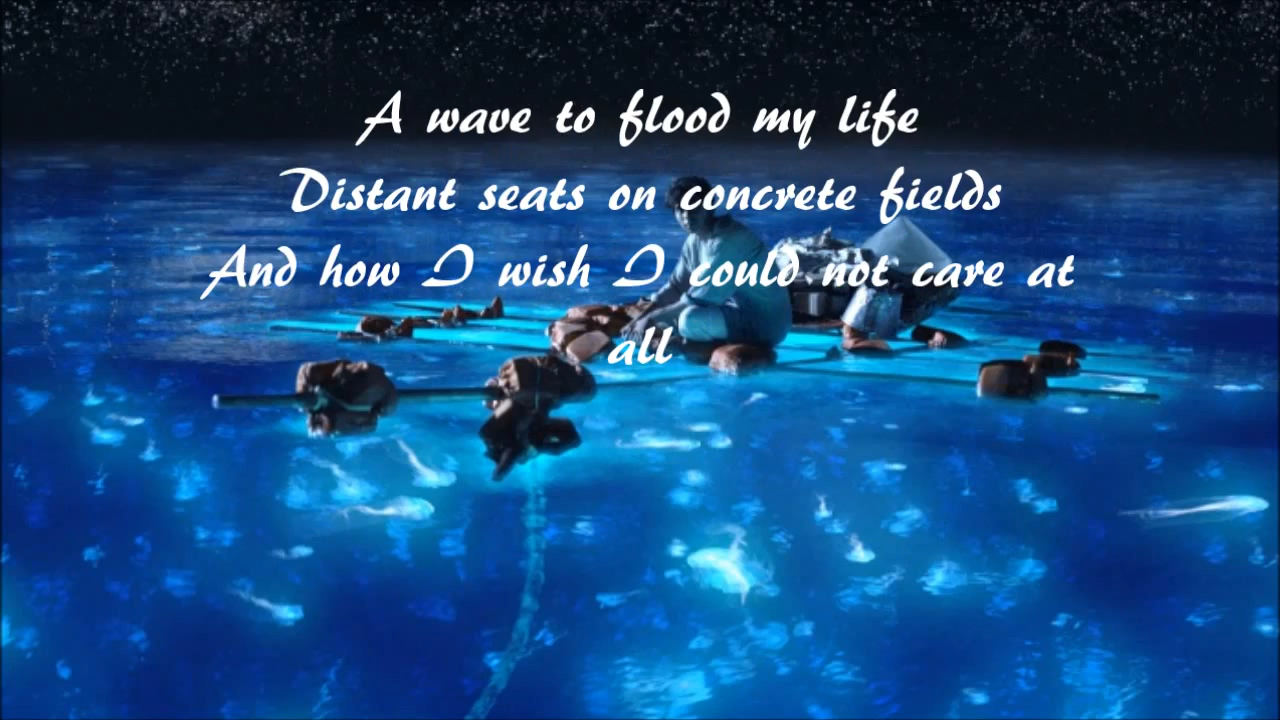 A wave to flood my life
Distant seats on concrete fields
And how I wish I could not care at
all